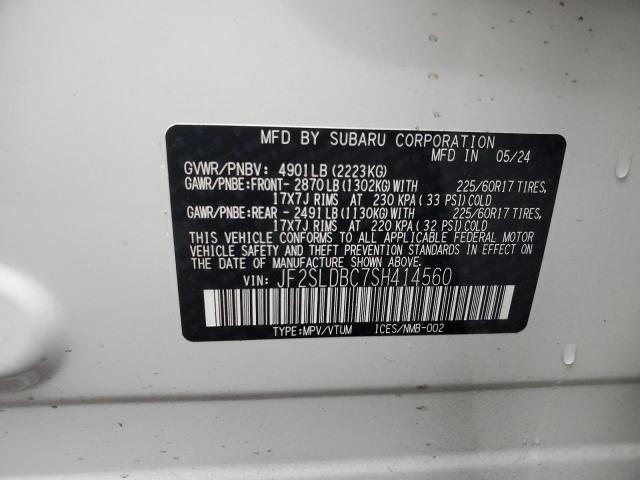 MFD BY SUBARU CORPORATION
MFD IN 05/24
GVWR/PNBV: 4901LB (2223KG)
GAWR/PNBE:FRONT- 2870LB (1302KG) WITH 225/60R17 TIRES,
17X7J RIMS AT 230 KPA (33 PSI) COLD
GAWR/PNBE:REAR - 2491LB (1130KG) WITH 225/60R17 TIRES,
17X7J RIMS AT 220 KPA (32 PSI) COLD
THIS VEHICLE CONFORMS TO ALL APPLICABLE FEDERAL MOTOR
VEHICLE SAFETY AND THEFT PREVENTION STANDARDS IN EFFECT
ON THE DATE OF MANUFACTURE SHOWN ABOVE.
VIN: JF2SLDBC7SH414560
TYPE:MPV/VTUM ICES/NMB-002